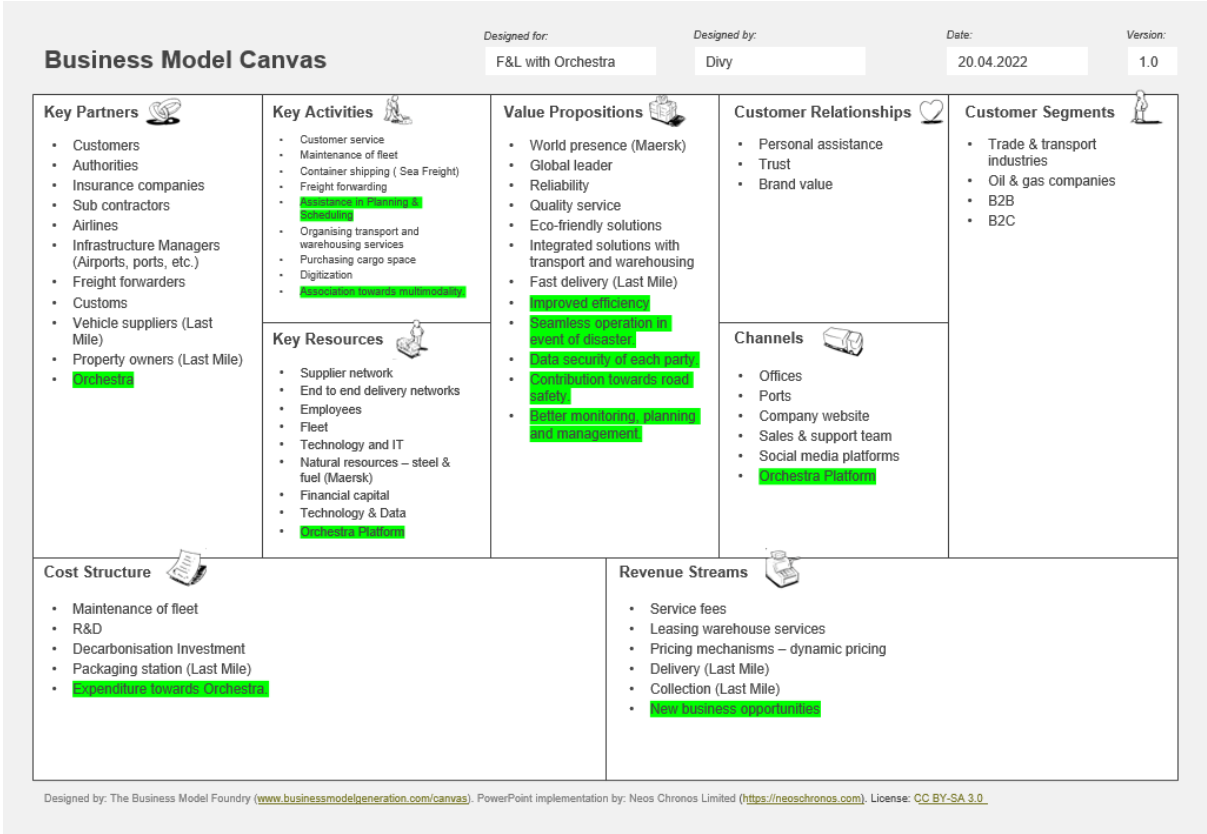 Business Model Canvas
Designed for:
F&L with Orchestra
Designed by:
Divy
Date:
20.04.2022
Version:
1.0
Key Partners
• Customers
• Authorities
• Insurance companies
• Sub contractors
• Airlines
• Infrastructure Managers
(Airports, ports, etc.)
• Freight forwarders
• Customs
• Vehicle suppliers (Last
Mile)
• Property owners (Last Mile)
• Orchestra
Key Activities
• Customer service
• Maintenance of fleet
• Container shipping ( Sea Freight)
• Freight forwarding
• Assistance in Planning &
Scheduling
• Organising transport and
warehousing services
• Purchasing cargo space
• Digitization
• Association towards multimodality.
Key Resources
• Supplier network
• End to end delivery networks
• Employees
• Fleet
• Technology and IT
• Natural resources – steel &
fuel (Maersk)
• Financial capital
• Technology & Data
• Orchestra Platform
Value Propositions
• World presence (Maersk)
• Global leader
• Reliability
• Quality service
• Eco-friendly solutions
• Integrated solutions with
transport and warehousing
• Fast delivery (Last Mile)
• Improved efficiency
• Seamless operation in
event of disaster.
• Data security of each party.
• Contribution towards road
safety.
• Better monitoring, planning
and management.
Customer Relationships
• Personal assistance
• Trust
• Brand value
Channels
• Offices
• Ports
• Company website
• Sales & support team
• Social media platforms
• Orchestra Platform
Customer Segments
• Trade & transport
industries
• Oil & gas companies
• B2B
• B2C
Cost Structure
• Maintenance of fleet
• R&D
• Decarbonisation Investment
• Packaging station (Last Mile)
• Expenditure towards Orchestra.
Revenue Streams
• Service fees
• Leasing warehouse services
• Pricing mechanisms – dynamic pricing
• Delivery (Last Mile)
• Collection (Last Mile)
• New business opportunities
Designed by: The Business Model Foundry (www.businessmodelgeneration.com/canvas). PowerPoint implementation by: Neos Chronos Limited (https://neoschronos.com). License: CC BY-SA 3.0